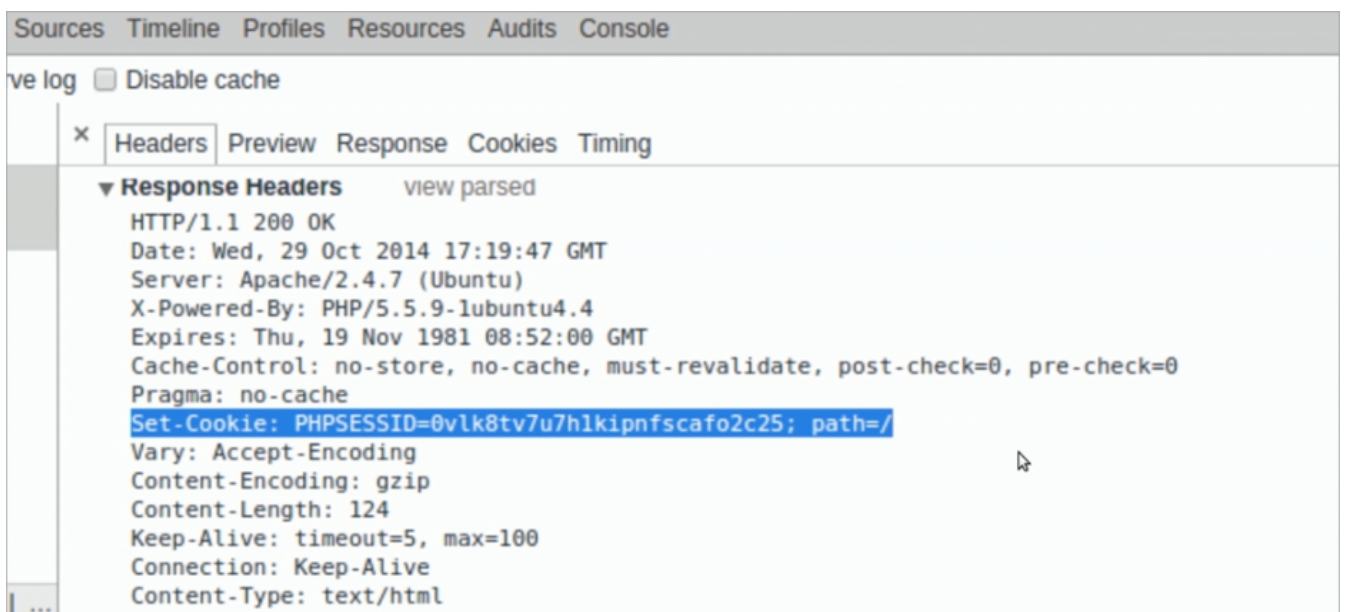 Sources Timeline Profiles Resources Audits Console
rve log Disable cache
× Headers Preview Response Cookies Timing
▼ Response Headers view parsed
HTTP/1.1 200 OK
Date: Wed, 29 Oct 2014 17:19:47 GMT
Server: Apache/2.4.7 (Ubuntu)
X-Powered-By: PHP/5.5.9-1ubuntu4.4
Expires: Thu, 19 Nov 1981 08:52:00 GMT
Cache-Control: no-store, no-cache, must-revalidate, post-check=0, pre-check=0
Pragma: no-cache
Set-Cookie: PHPSESSID=0vlk8tv7u7h1kipnfscafo2c25; path=/
Vary: Accept-Encoding
Content-Encoding: gzip
Content-Length: 124
Keep-Alive: timeout=5, max=100
Connection: Keep-Alive
Content-Type: text/html